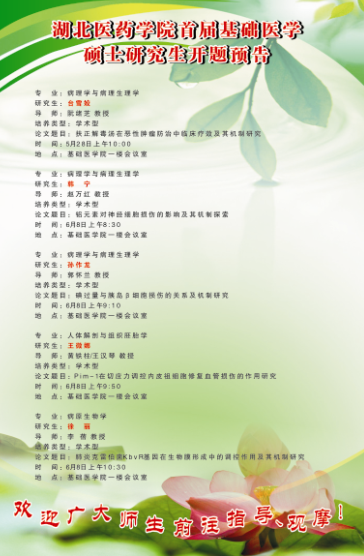 湖北医药学院首届基础医学
硕士研究生开题预告
专 业：病理学与病理生理学
研究生：台雪姣
导 师：阮绪芝 教授
培养类型：学术型
论文题目：扶正解毒汤在恶性肿瘤防治中临床疗效及其机制研究
时 间：5月28日上午10:00
地 点：基础医学院一楼会议室
专 业：病理学与病理生理学
研究生：韩 宁
导 师：赵万红 教授
培养类型：学术型
论文题目：铝元素对神经细胞损伤的影响及其机制探索
时 间：6月8日上午8:30
地 点：基础医学院一楼会议室
专 业：病理学与病理生理学
研究生：孙作龙
导 师：郭怀兰 教授
培养类型：学术型
论文题目：碘过量与胰岛β细胞损伤的关系及机制研究
时 间：6月8日上午9:10
地 点：基础医学院一楼会议室
专 业：人体解剖与组织胚胎学
研究生：王微娜
导 师：黄铁柱/王汉琴 教授
培养类型：学术型
论文题目：Pim-1在切应力调控内皮祖细胞修复血管损伤的作用研究
时 间：6月8日上午9:50
地 点：基础医学院一楼会议室
专 业：病原生物学
研究生：徐 丽
导 师：李 蓓 教授
培养类型：学术型
论文题目：肺炎克雷伯菌KbvR基因在生物膜形成中的调控作用及其机制研究
时 间：6月8日上午10:30
地 点：基础医学院一楼会议室
欢迎广大师生前往指导、观摩！